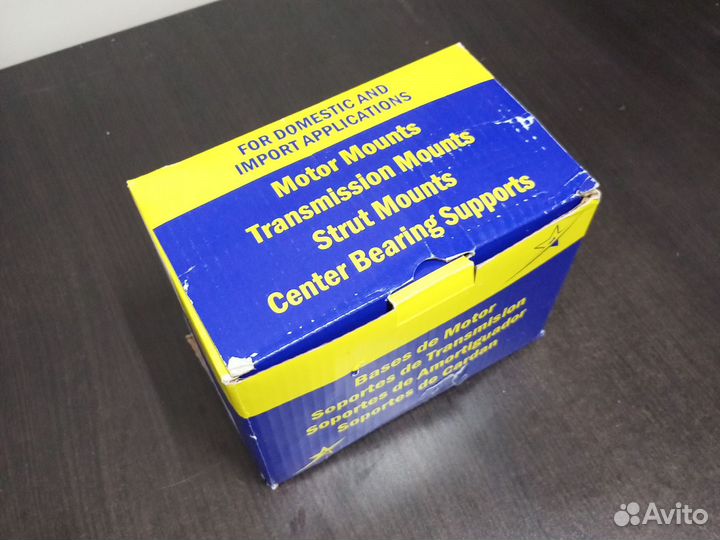 FOR DOMESTIC AND
IMPORT APPLICATIONS
Motor Mounts
Transmission Mounts
Strut Mounts
Center Bearing Supports
Bases de Motor
Soportes de Transmision
Soportes de Amortiguador
Soportes de Cardan
Avito